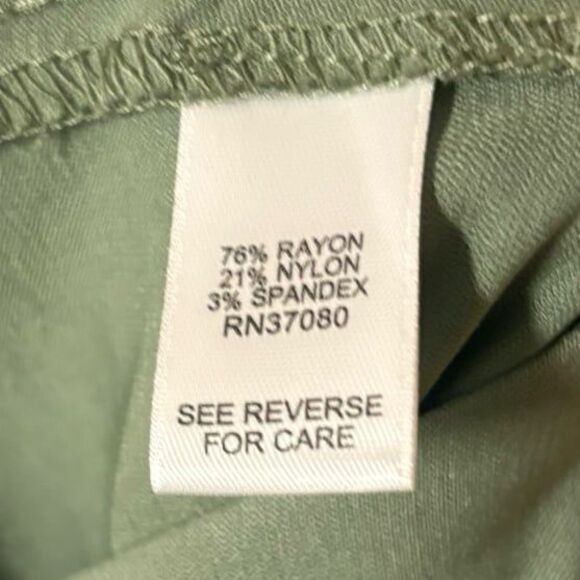 76% RAYON
21% NYLON
3% SPANDEX
RN37080
SEE REVERSE
FOR CARE